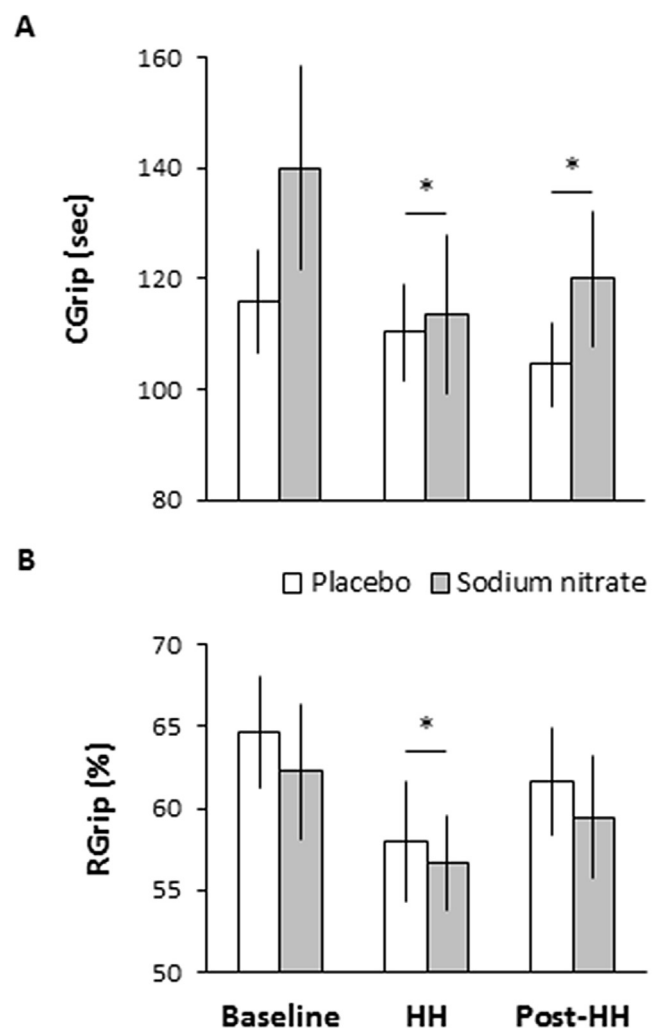 A
160
140
120
100
80
CGrip (sec)
*
*
B
Placebo Sodium nitrate
70
65
60
55
50
RGrip (%)
*
Baseline HH Post-HH